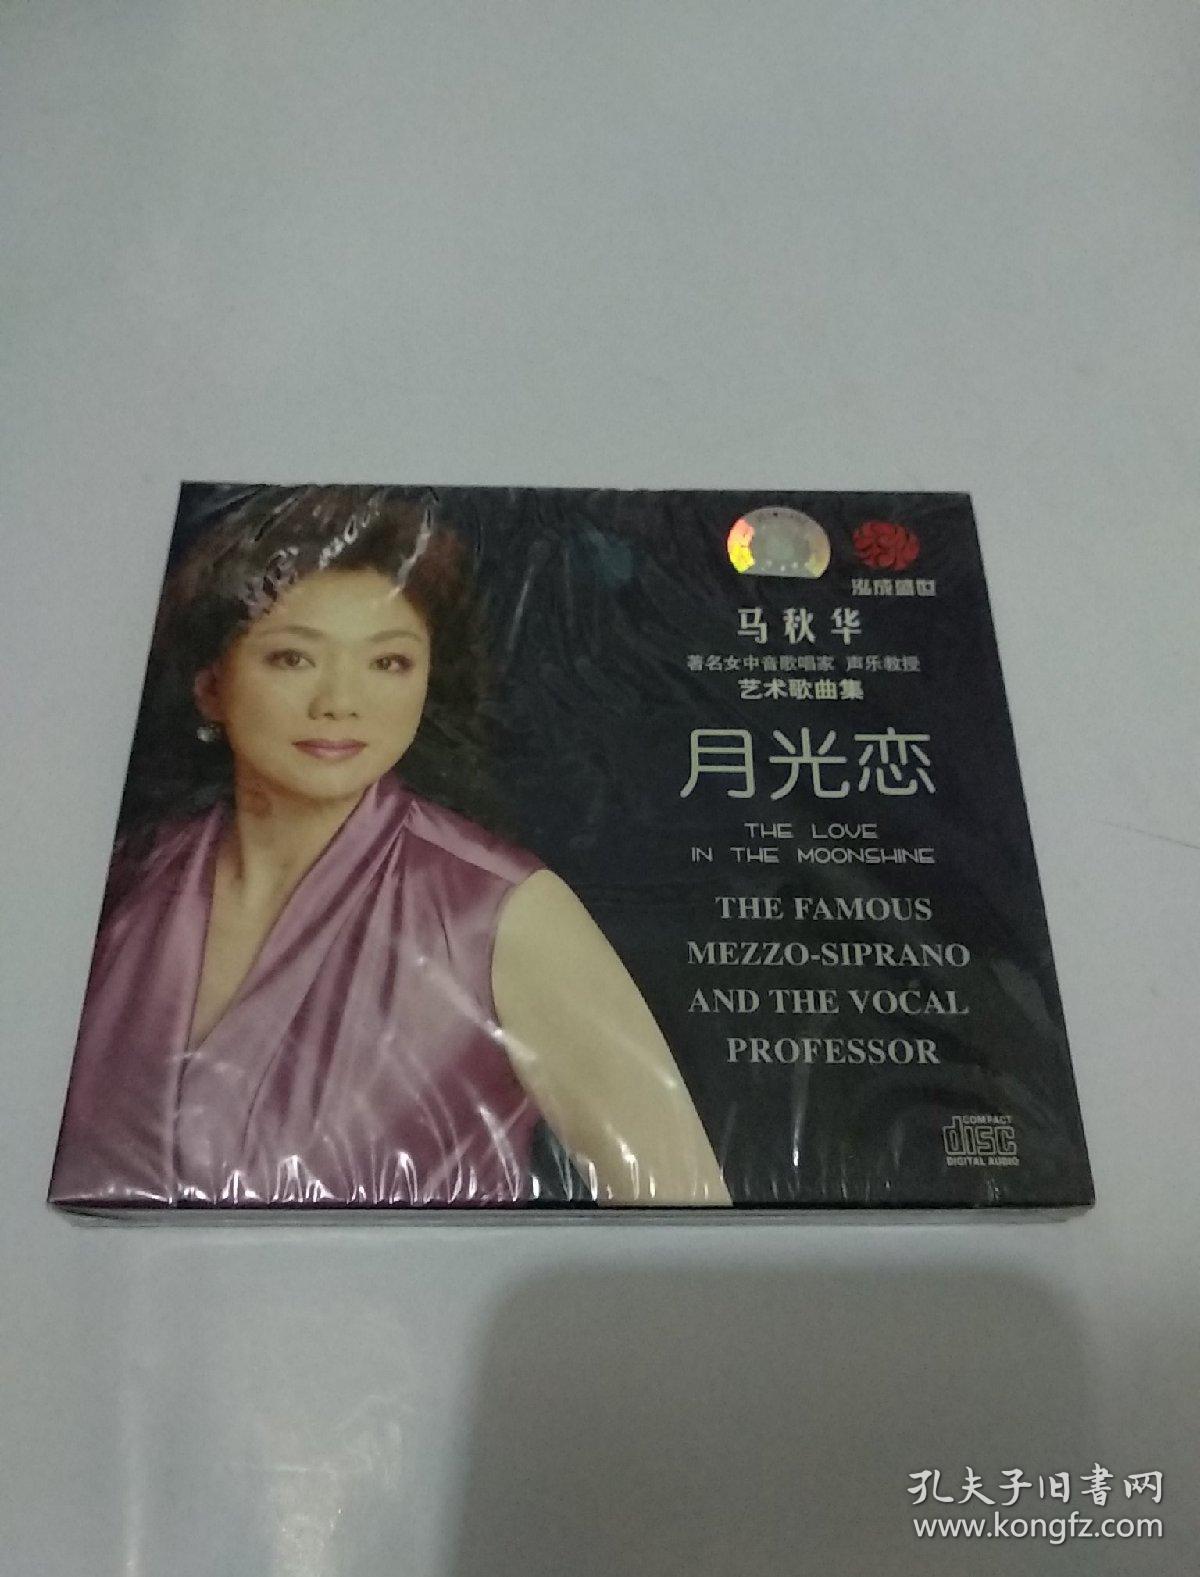 泓成盛世
马秋华
著名女中音歌唱家 声乐教授
艺术歌曲集
月光恋
THE LOVE
IN THE MOONSHINE
THE FAMOUS
MEZZO-SIPRANO
AND THE VOCAL
PROFESSOR
COMPACT
disc
DIGITAL AUDIO
孔夫子旧书网
www.kongfz.com